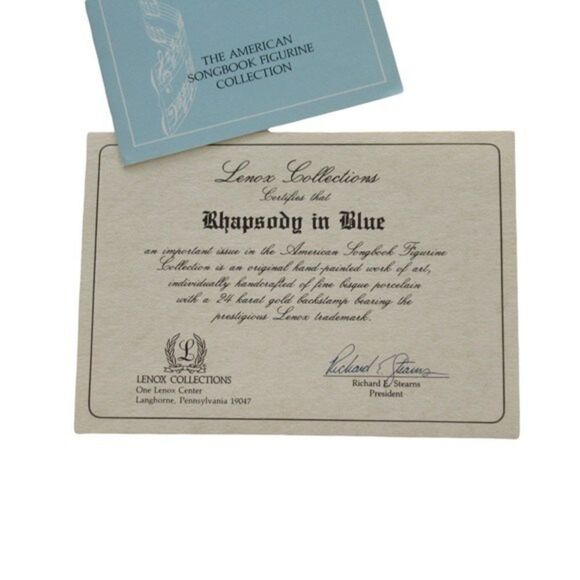 THE AMERICAN
SONGBOOK FIGURINE
COLLECTION
Lenox Collections
Certifies that
Rhapsody in Blue
an important issue in the American Songbook Figurine
Collection is an original hand-painted work of art,
individually handcrafted of fine bisque porcelain
with a 24 karat gold backstamp bearing the
prestigious Lenox trademark.
L
LENOX COLLECTIONS
One Lenox Center
Langhorne, Pennsylvania 19047
Richard E. Stearns
Richard E. Stearns
President